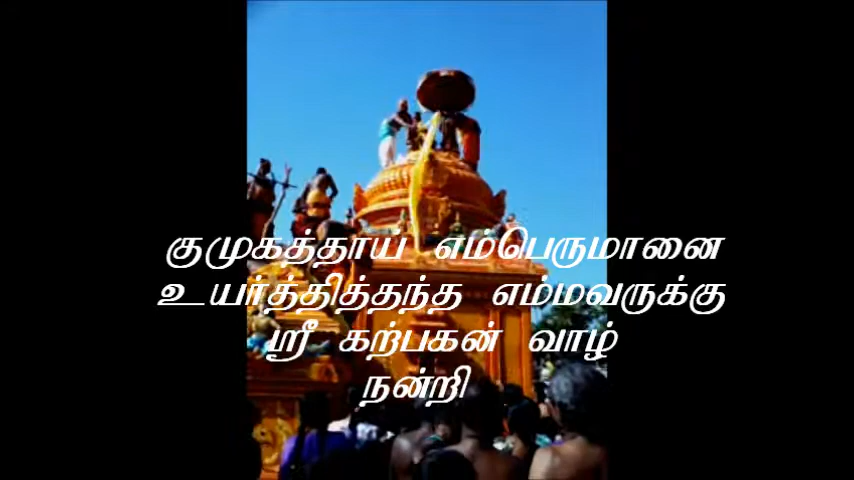 குமுகத்தாய் எம்பெருமானை
உயர்த்தித்தந்த எம்மவருக்கு
ஸ்ரீ கற்பகன் வாழ்
நன்றி